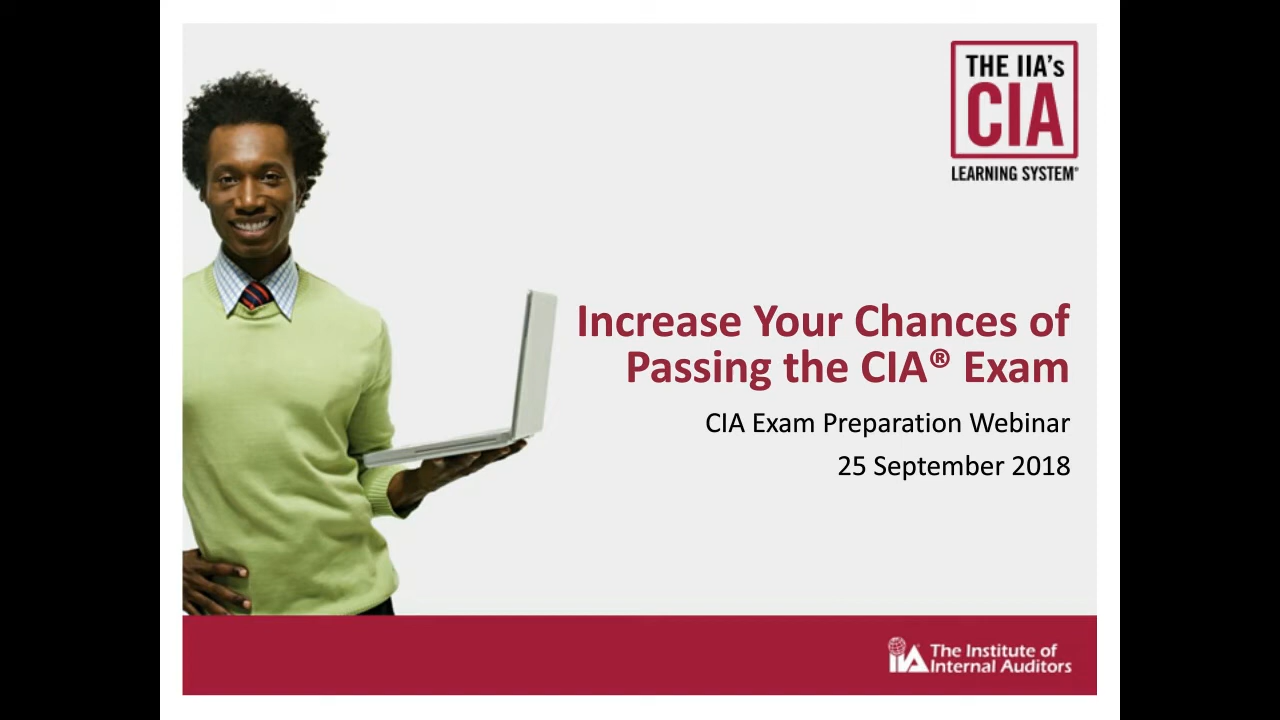 THE IIA's
CIA
LEARNING SYSTEM®
Increase Your Chances of
Passing the CIA® Exam
CIA Exam Preparation Webinar
25 September 2018
IIA
The Institute of
Internal Auditors